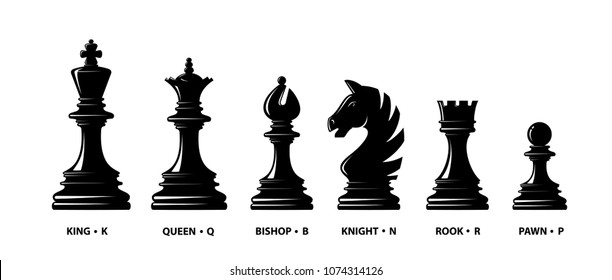 KING • K QUEEN • Q BISHOP • B KNIGHT • N ROOK • R PAWN • P
shutterstock.com · 1074314126